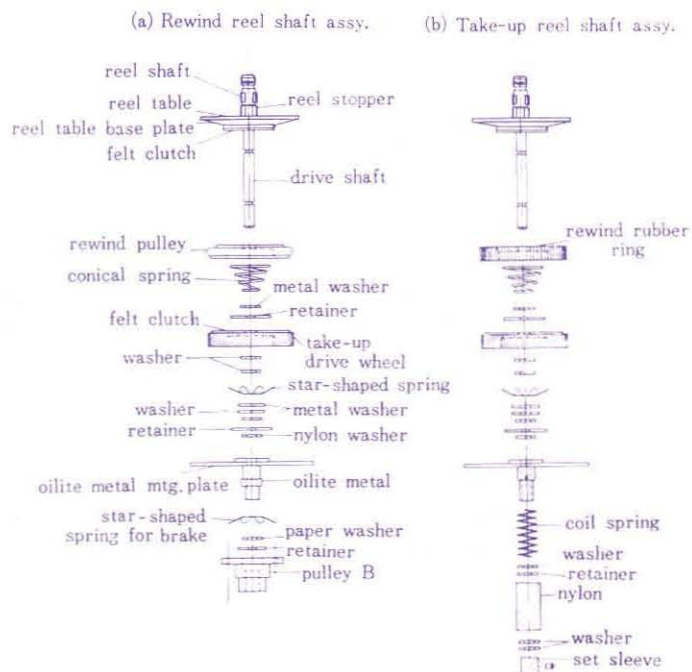 (a) Rewind reel shaft assy.
(b) Take-up reel shaft assy.
reel shaft
reel table
reel stopper
reel table base plate
felt clutch
drive shaft
rewind pulley
conical spring
metal washer
retainer
felt clutch
take-up
drive wheel
washer
star-shaped spring
washer
metal washer
retainer
nylon washer
oilite metal mtg. plate
oilite metal
star-shaped
spring for brake
paper washer
retainer
pulley B
rewind rubber
ring
coil spring
washer
retainer
nylon
washer
set sleeve